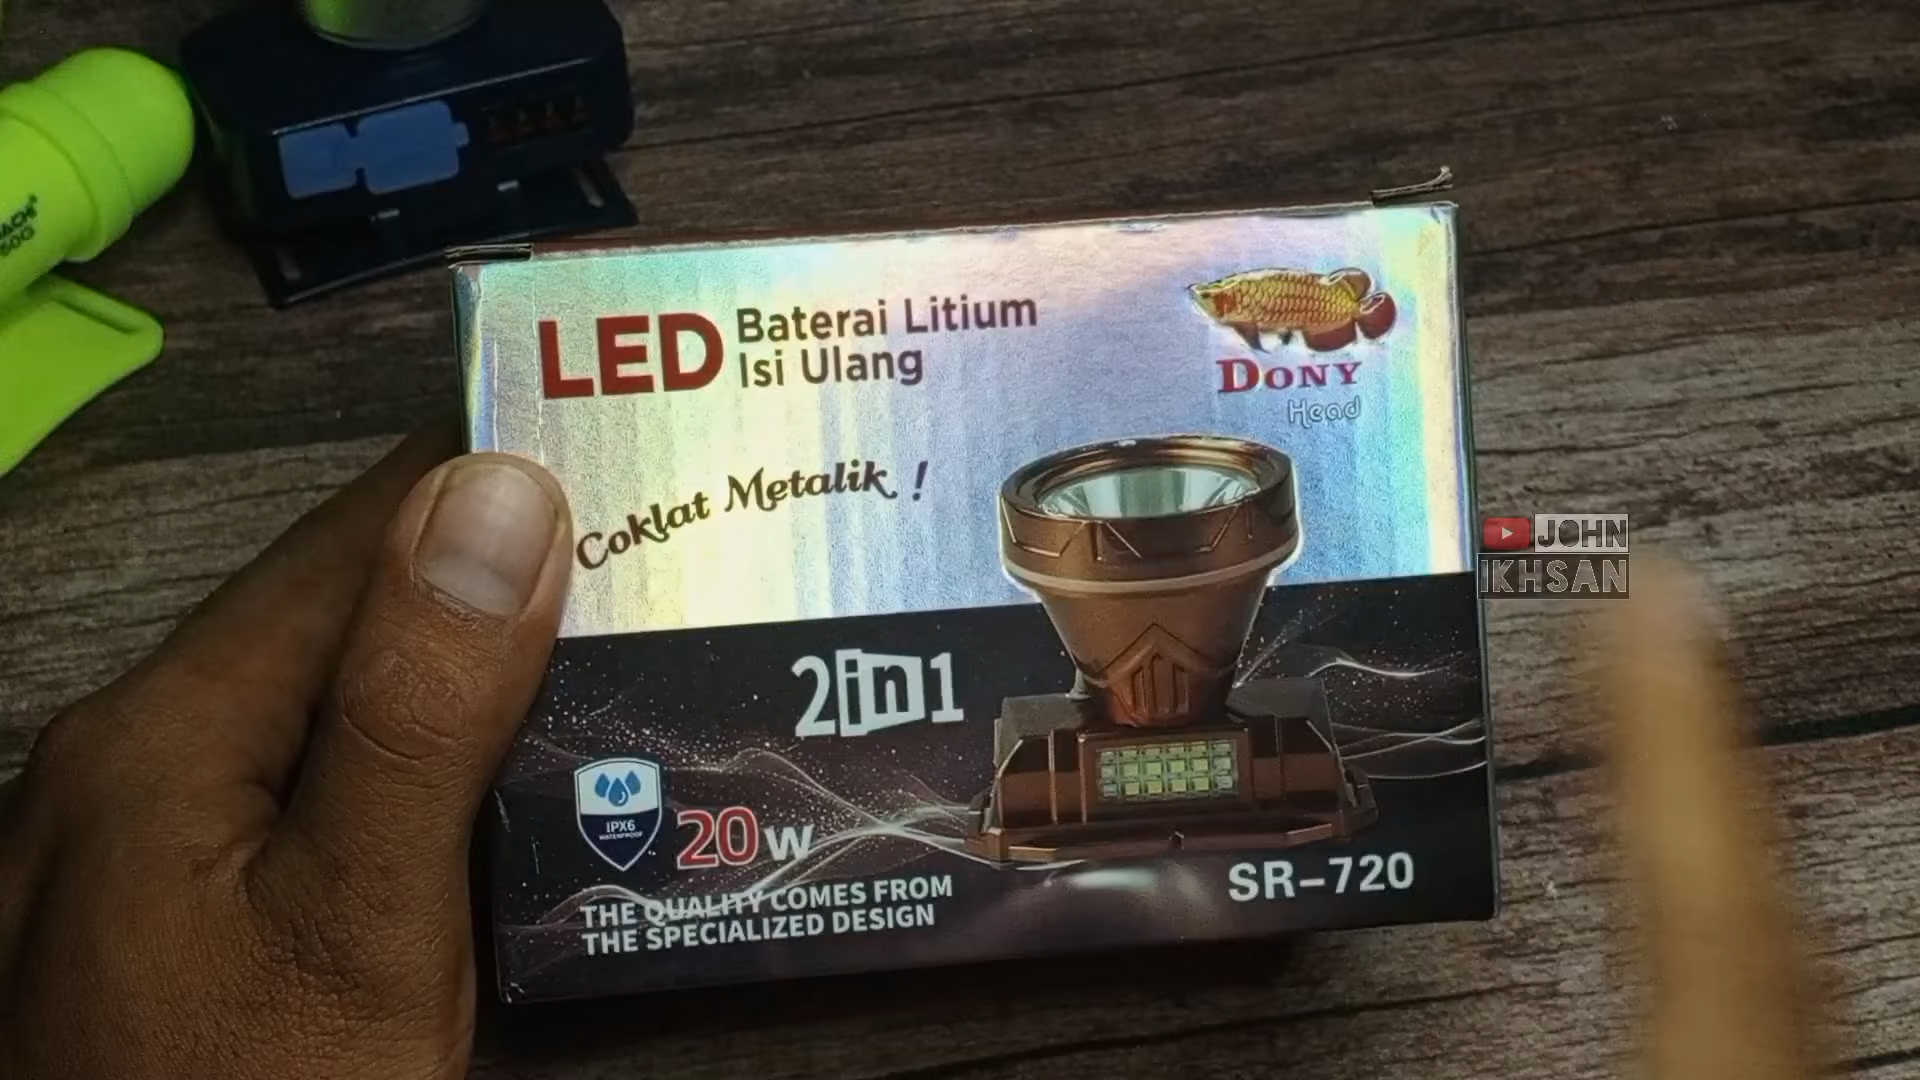 LED
Baterai Litium
Isi Ulang
DONY
Head
Coklat Metalik !
JOHN
IKHSAN
2in1
IPX6
WATERPROOF
20W
SR-720
THE QUALITY COMES FROM
THE SPECIALIZED DESIGN